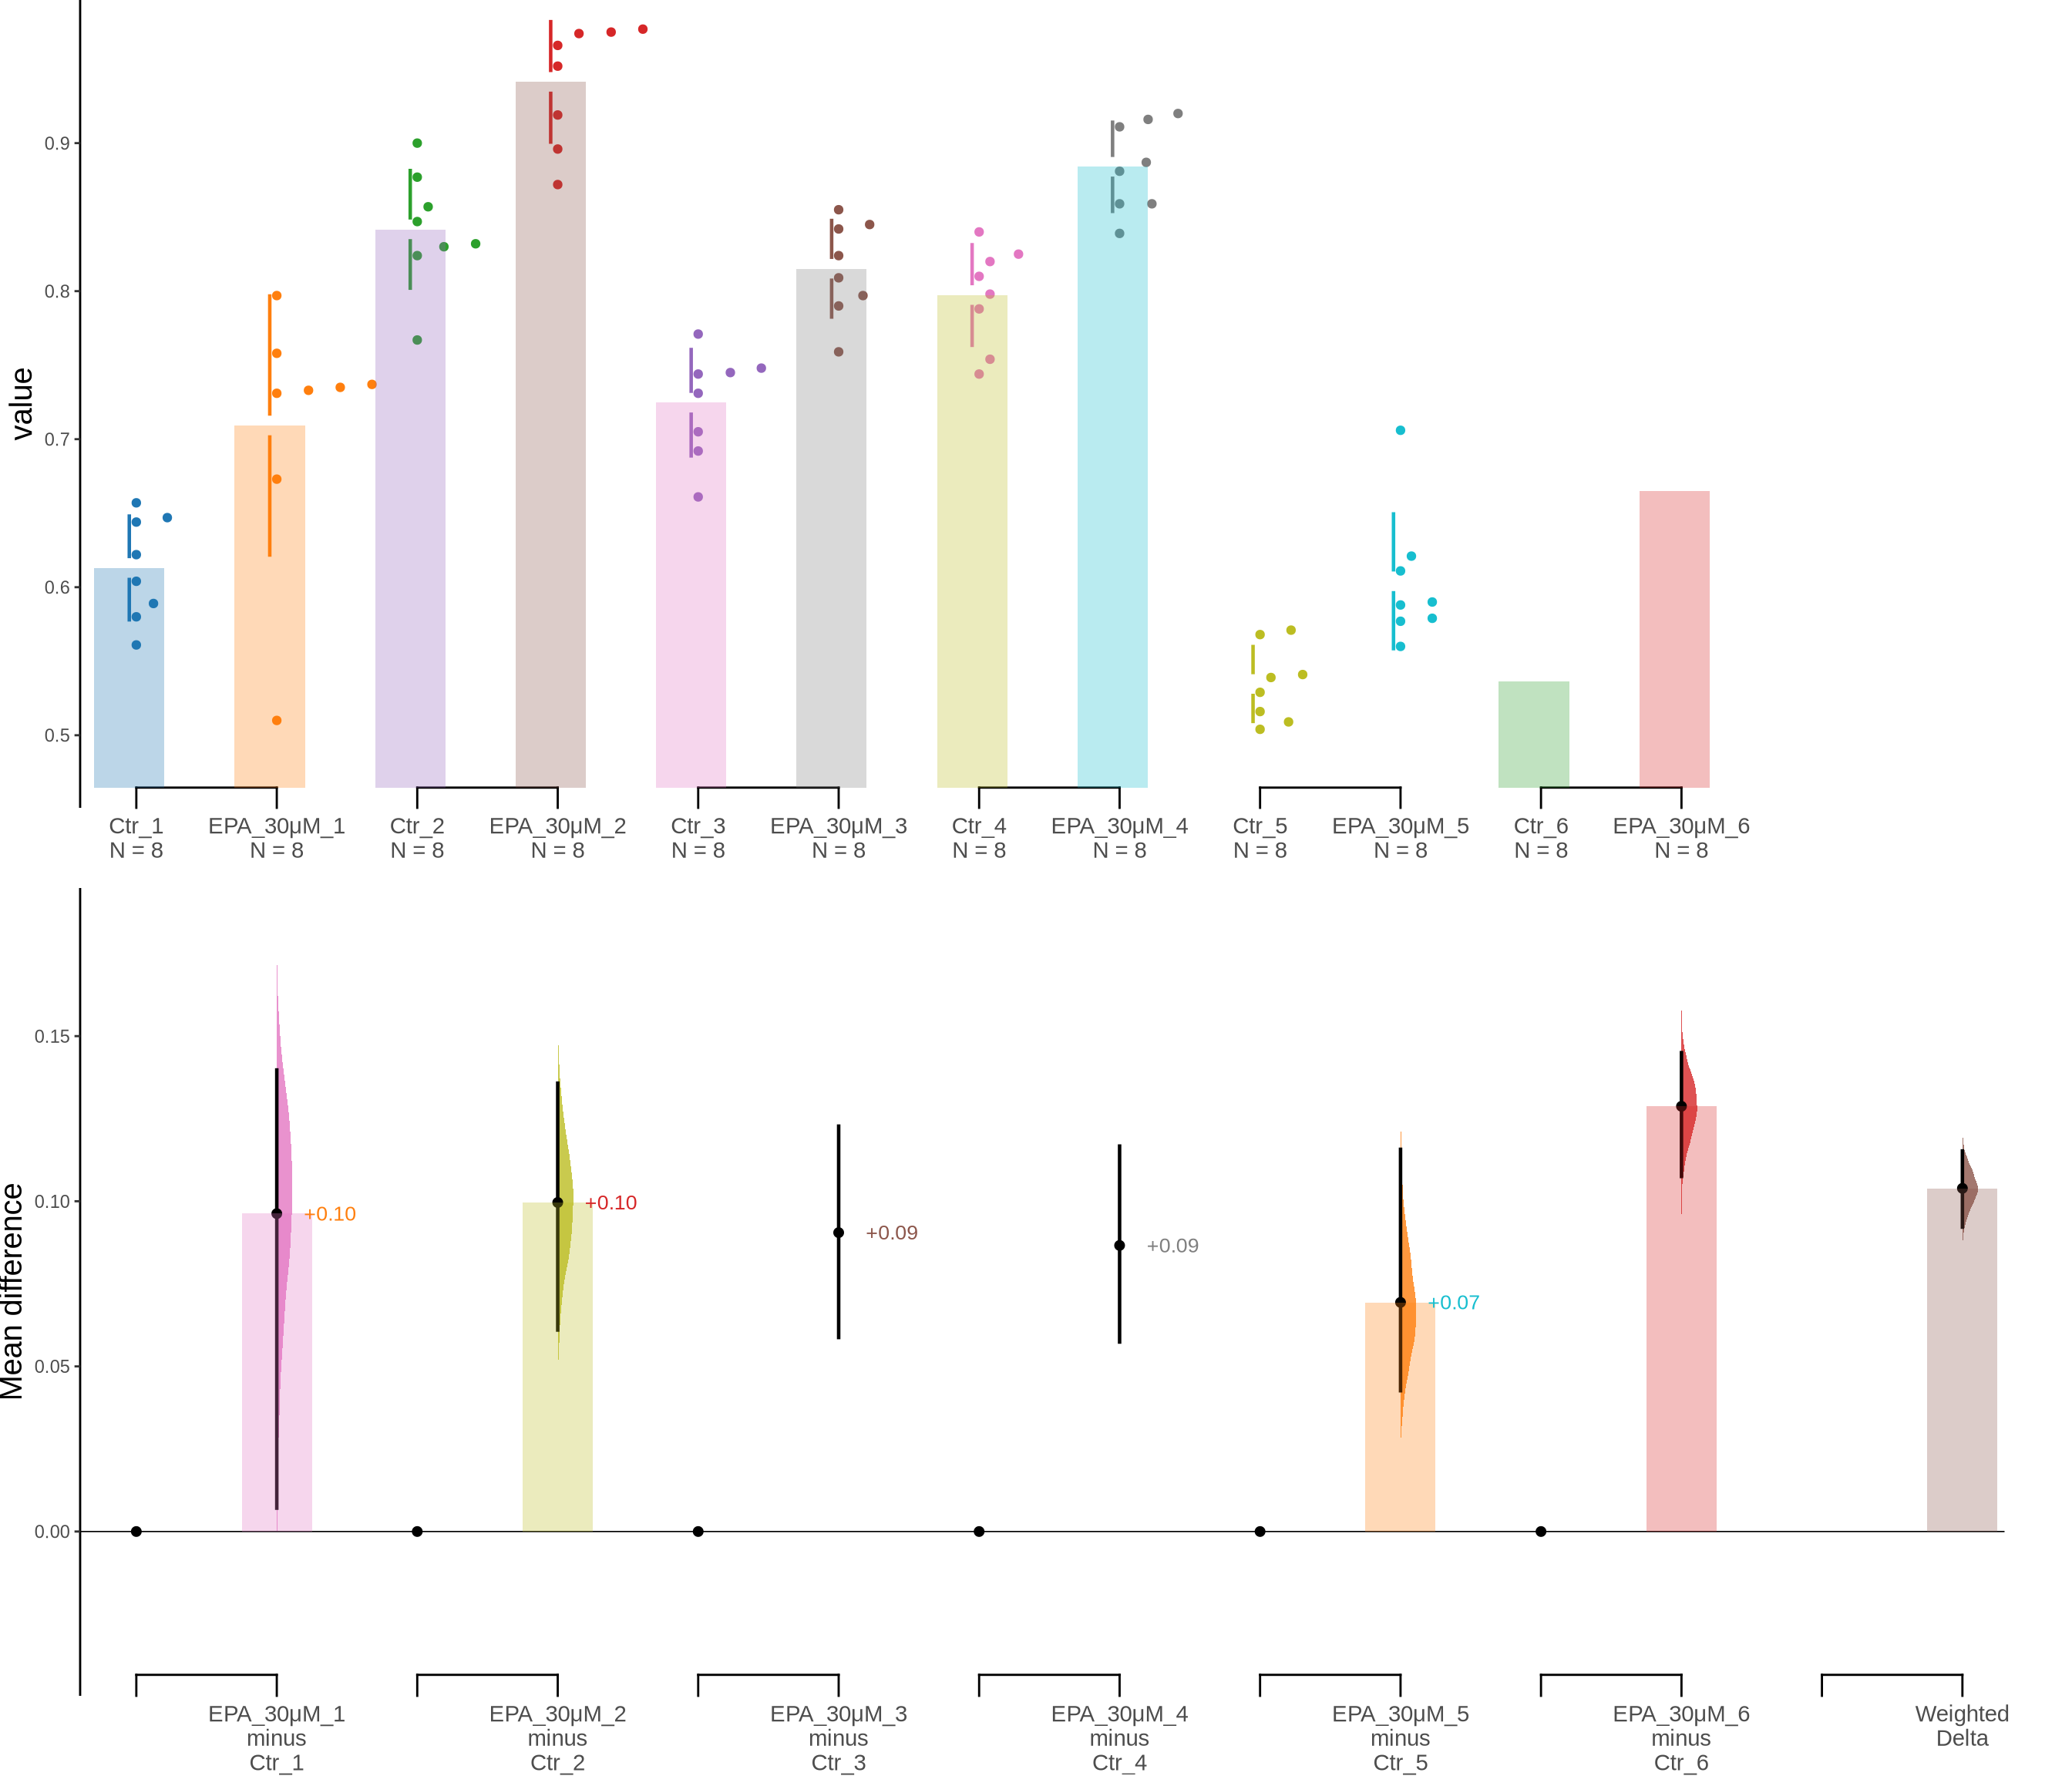 value
0.9
0.8
0.7
0.6
0.5
Ctr_1 EPA_30μM_1 Ctr_2 EPA_30μM_2 Ctr_3 EPA_30μM_3 Ctr_4 EPA_30μM_4 Ctr_5 EPA_30μM_5 Ctr_6 EPA_30μM_6
N = 8 N = 8 N = 8 N = 8 N = 8 N = 8 N = 8 N = 8 N = 8 N = 8 N = 8 N = 8
Mean difference
0.15
0.10
0.05
0.00
+0.10
+0.10
+0.09
+0.09
+0.07
EPA_30μM_1 EPA_30μM_2 EPA_30μM_3 EPA_30μM_4 EPA_30μM_5 EPA_30μM_6 Weighted
minus minus minus minus minus minus Delta
Ctr_1 Ctr_2 Ctr_3 Ctr_4 Ctr_5 Ctr_6